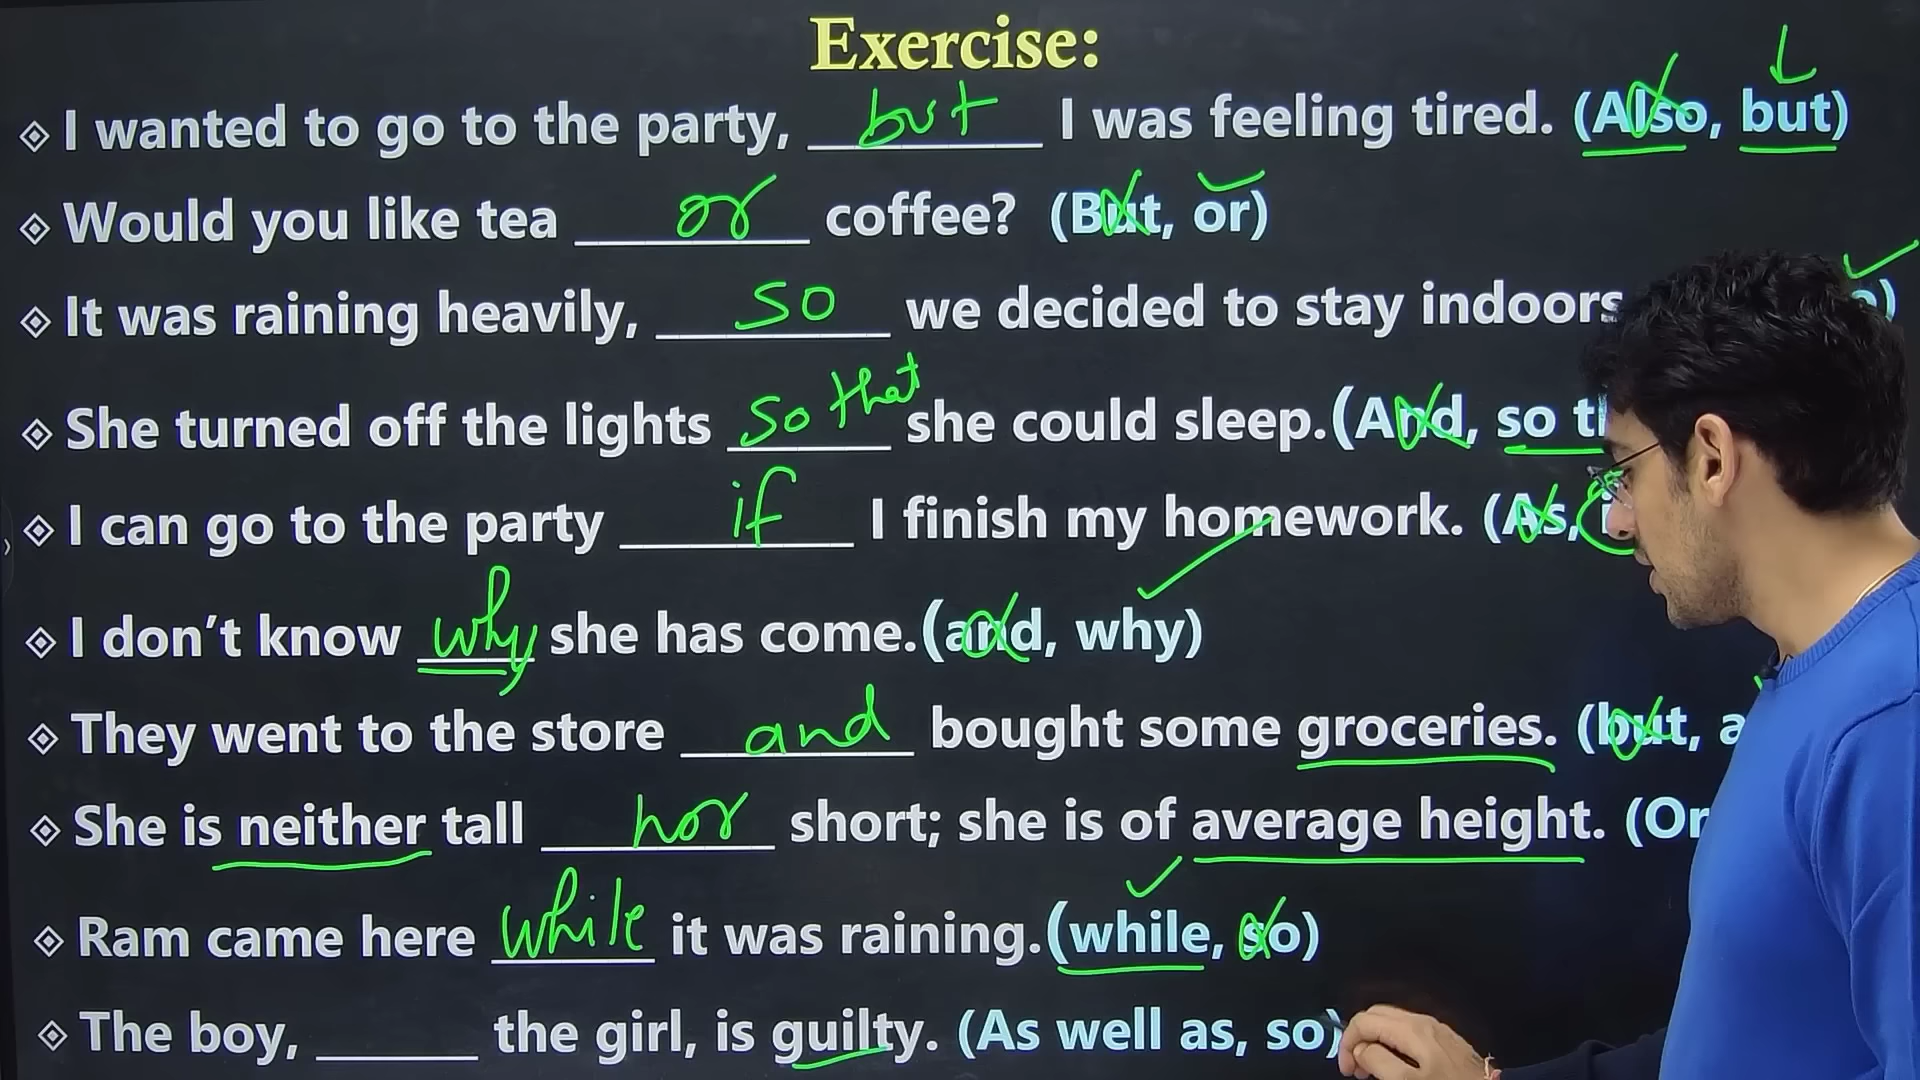 Exercise:
I wanted to go to the party, but I was feeling tired. (Also, but)
Would you like tea or coffee? (But, or)
It was raining heavily, so we decided to stay indoors
She turned off the lights so that she could sleep.(And, so
I can go to the party if I finish my homework. (As,
I don't know why she has come.(and, why)
They went to the store and bought some groceries. (but,
She is neither tall nor short; she is of average height. (Or
Ram came here while it was raining.(while, so)
The boy, ______ the girl, is guilty. (As well as, so)